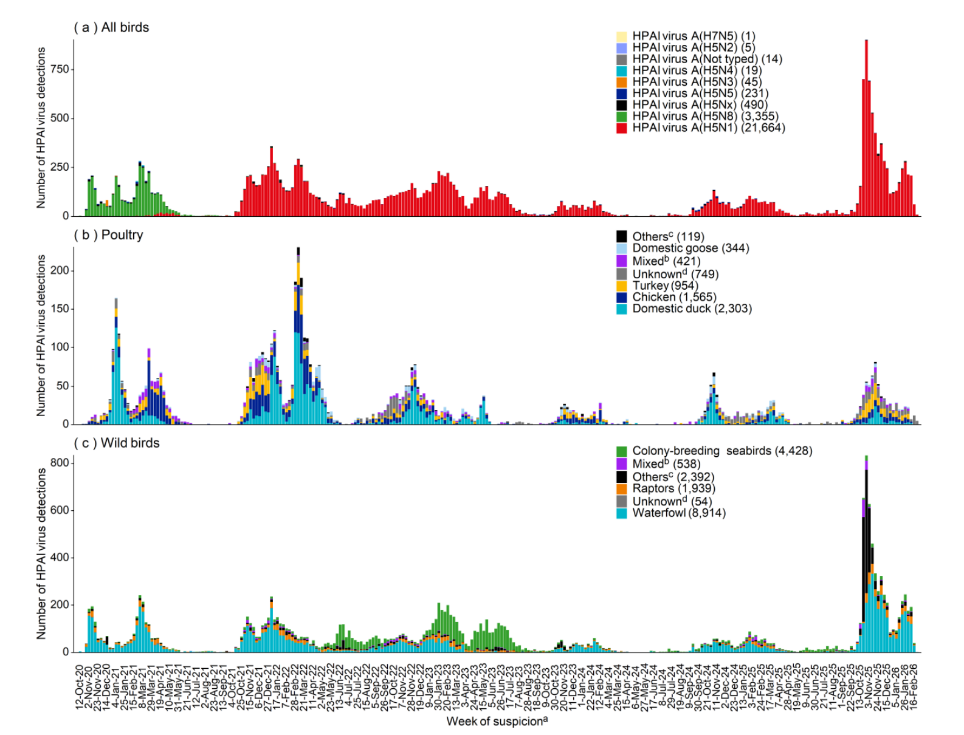 ( a ) All birds
Number of HPAI virus detections
750
500
250
0
HPAI virus A(H7N5) (1)
HPAI virus A(H5N2) (5)
HPAI virus A(Not typed) (14)
HPAI virus A(H5N4) (19)
HPAI virus A(H5N3) (45)
HPAI virus A(H5N5) (231)
HPAI virus A(H5Nx) (490)
HPAI virus A(H5N8) (3,355)
HPAI virus A(H5N1) (21,664)
( b ) Poultry
Number of HPAI virus detections
200
150
100
50
0
Othersᶜ (119)
Domestic goose (344)
Mixedᵇ (421)
Unknownᵈ (749)
Turkey (954)
Chicken (1,565)
Domestic duck (2,303)
( c ) Wild birds
Number of HPAI virus detections
800
600
400
200
0
Colony-breeding seabirds (4,428)
Mixedᵇ (538)
Othersᶜ (2,392)
Raptors (1,939)
Unknownᵈ (54)
Waterfowl (8,914)
12-Oct-20
2-Nov-20
23-Nov-20
14-Dec-20
4-Jan-21
25-Jan-21
15-Feb-21
8-Mar-21
29-Mar-21
19-Apr-21
10-May-21
31-May-21
21-Jun-21
12-Jul-21
2-Aug-21
23-Aug-21
13-Sep-21
4-Oct-21
25-Oct-21
15-Nov-21
6-Dec-21
27-Dec-21
17-Jan-22
7-Feb-22
28-Feb-22
21-Mar-22
11-Apr-22
2-May-22
23-May-22
13-Jun-22
4-Jul-22
25-Jul-22
15-Aug-22
5-Sep-22
26-Sep-22
17-Oct-22
7-Nov-22
28-Nov-22
19-Dec-22
9-Jan-23
30-Jan-23
20-Feb-23
13-Mar-23
3-Apr-23
24-Apr-23
15-May-23
5-Jun-23
26-Jun-23
17-Jul-23
7-Aug-23
28-Aug-23
18-Sep-23
9-Oct-23
30-Oct-23
20-Nov-23
11-Dec-23
1-Jan-24
22-Jan-24
12-Feb-24
4-Mar-24
25-Mar-24
15-Apr-24
6-May-24
27-May-24
17-Jun-24
8-Jul-24
29-Jul-24
19-Aug-24
9-Sep-24
30-Sep-24
21-Oct-24
11-Nov-24
2-Dec-24
23-Dec-24
13-Jan-25
3-Feb-25
24-Feb-25
17-Mar-25
7-Apr-25
28-Apr-25
19-May-25
9-Jun-25
30-Jun-25
21-Jul-25
11-Aug-25
1-Sep-25
22-Sep-25
13-Oct-25
3-Nov-25
24-Nov-25
15-Dec-25
5-Jan-26
26-Jan-26
16-Feb-26
Week of suspicionᵃ